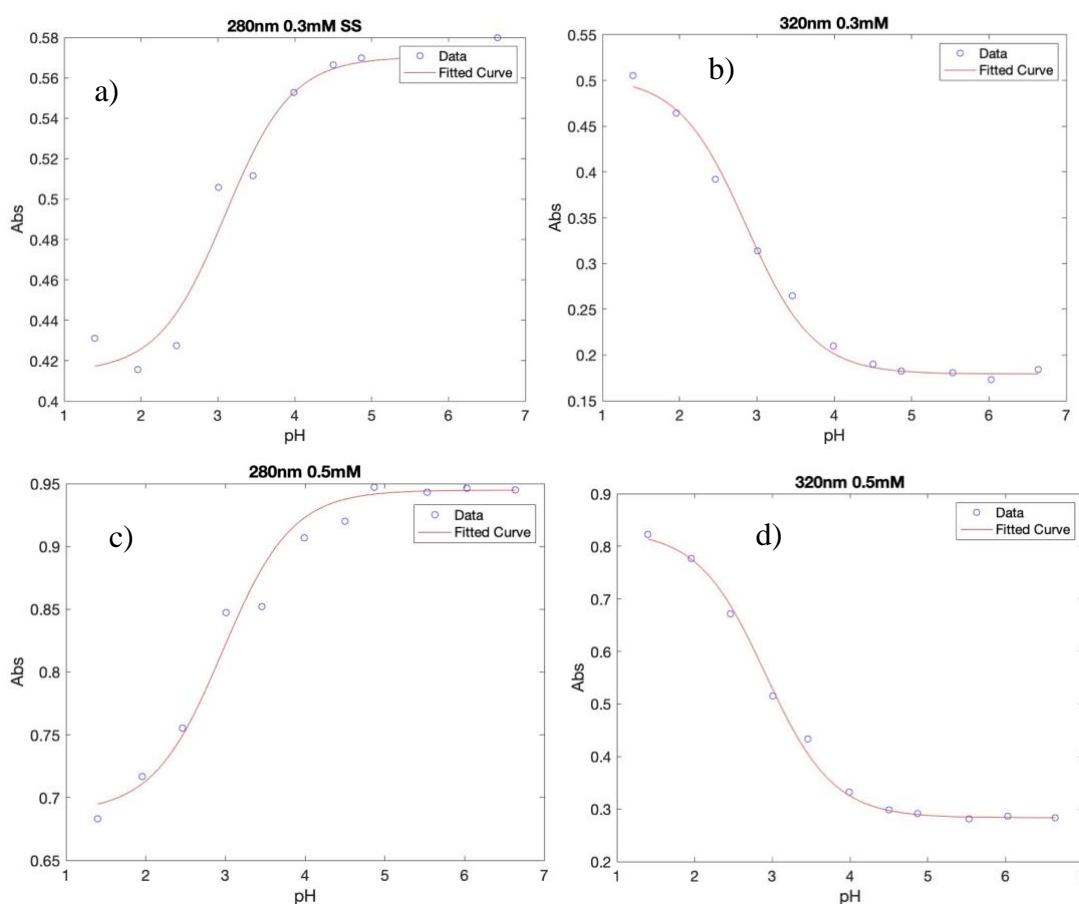 280nm 0.3mM SS
a)
Data
Fitted Curve
0.58
0.56
0.54
0.52
0.5
0.48
0.46
0.44
0.42
0.4
Abs
1 2 3 4 5 6 7
pH
320nm 0.3mM
b)
Data
Fitted Curve
0.55
0.5
0.45
0.4
0.35
0.3
0.25
0.2
0.15
Abs
1 2 3 4 5 6 7
pH
280nm 0.5mM
c)
Data
Fitted Curve
0.95
0.9
0.85
0.8
0.75
0.7
0.65
Abs
1 2 3 4 5 6 7
pH
320nm 0.5mM
d)
Data
Fitted Curve
0.9
0.8
0.7
0.6
0.5
0.4
0.3
0.2
Abs
1 2 3 4 5 6
pH